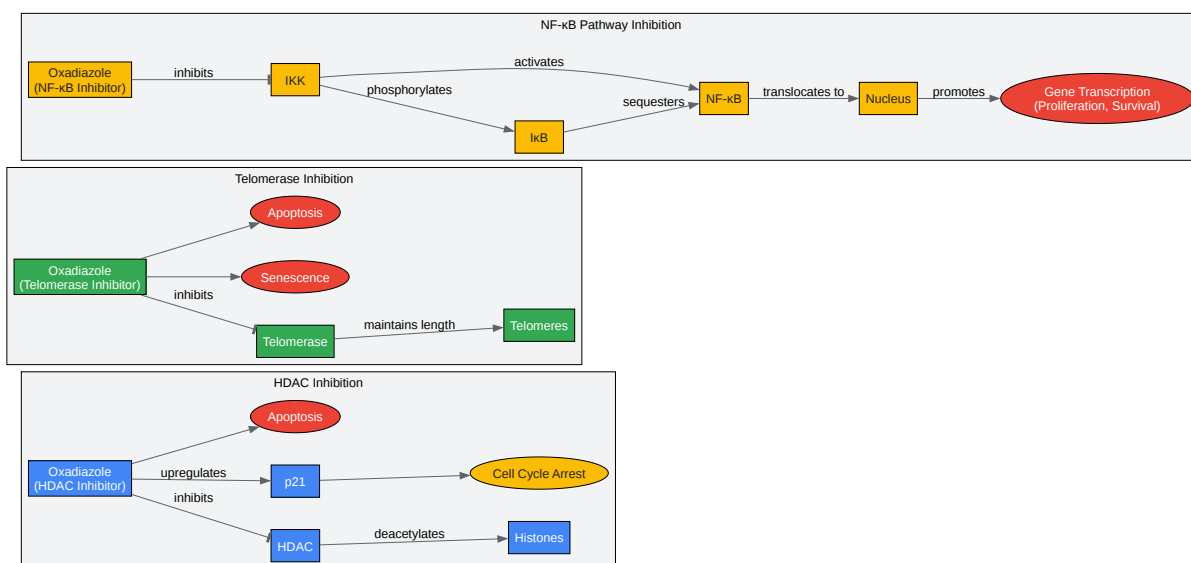 NF-κB Pathway Inhibition
Oxadiazole
(NF-κB Inhibitor)
inhibits
IKK
activates
phosphorylates
IκB
sequesters
NF-κB
translocates to
Nucleus
promotes
Gene Transcription
(Proliferation, Survival)
Telomerase Inhibition
Apoptosis
Oxadiazole
(Telomerase Inhibitor)
Senescence
inhibits
Telomerase
maintains length
Telomeres
HDAC Inhibition
Apoptosis
Oxadiazole
(HDAC Inhibitor)
upregulates
p21
Cell Cycle Arrest
inhibits
HDAC
deacetylates
Histones